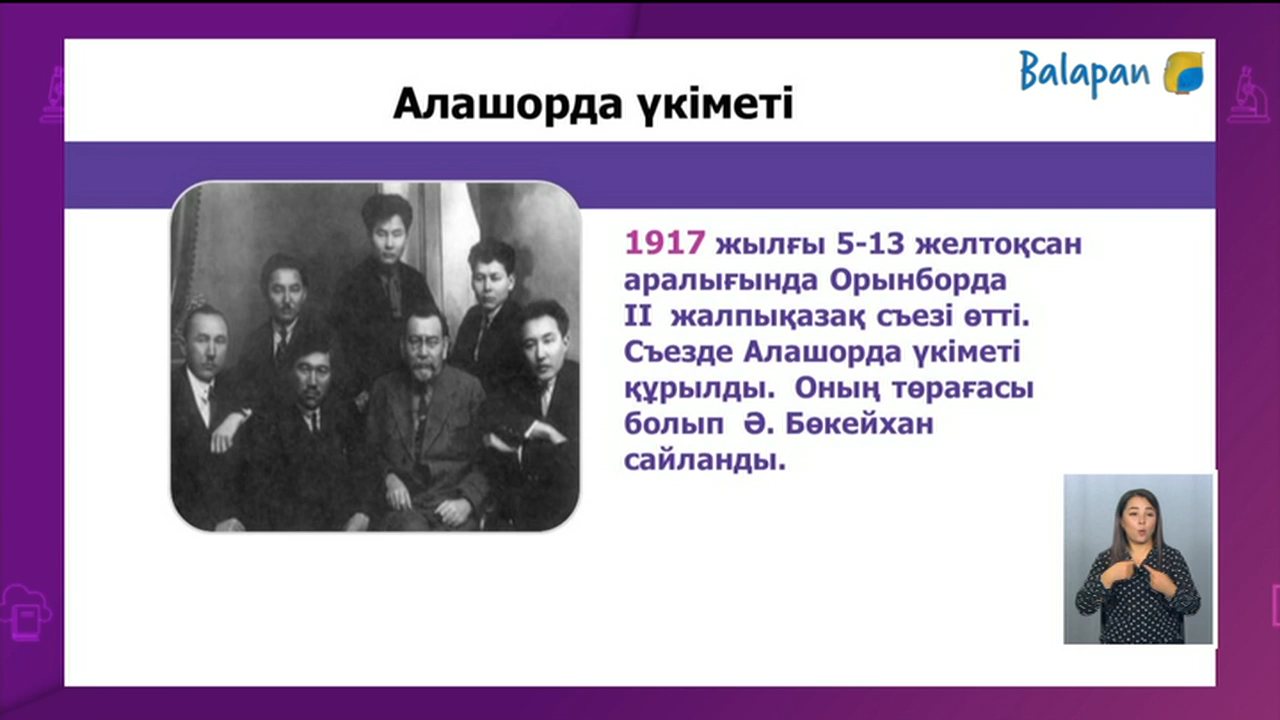 Balapan
Алашорда үкіметі
1917 жылғы 5-13 желтоқсан
аралығында Орынборда
II жалпықазақ съезі өтті.
Съезде Алашорда үкіметі
құрылды. Оның төрағасы
болып Ә. Бөкейхан
сайланды.